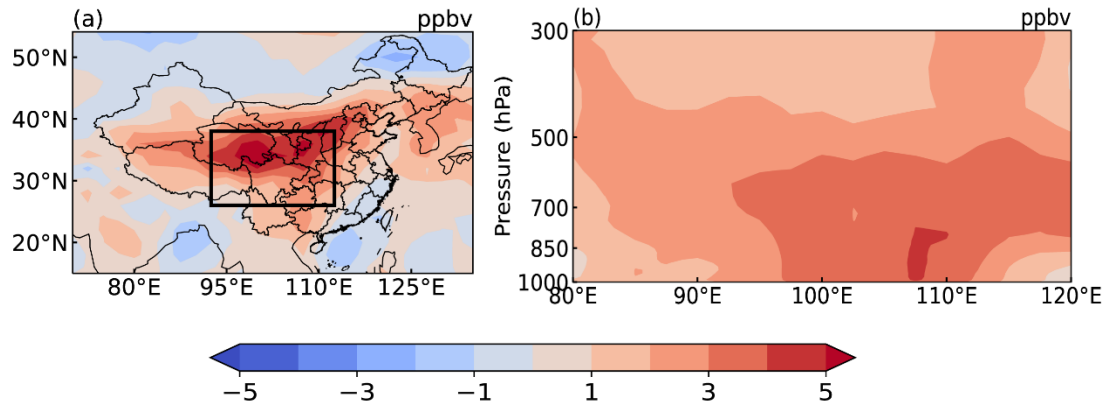 (a) ppbv
50°N
40°N
30°N
20°N
80°E 95°E 110°E 125°E
(b) ppbv
Pressure (hPa)
300
500
700
850
1000
80°E 90°E 100°E 110°E 120°E
−5 −3 −1 1 3 5